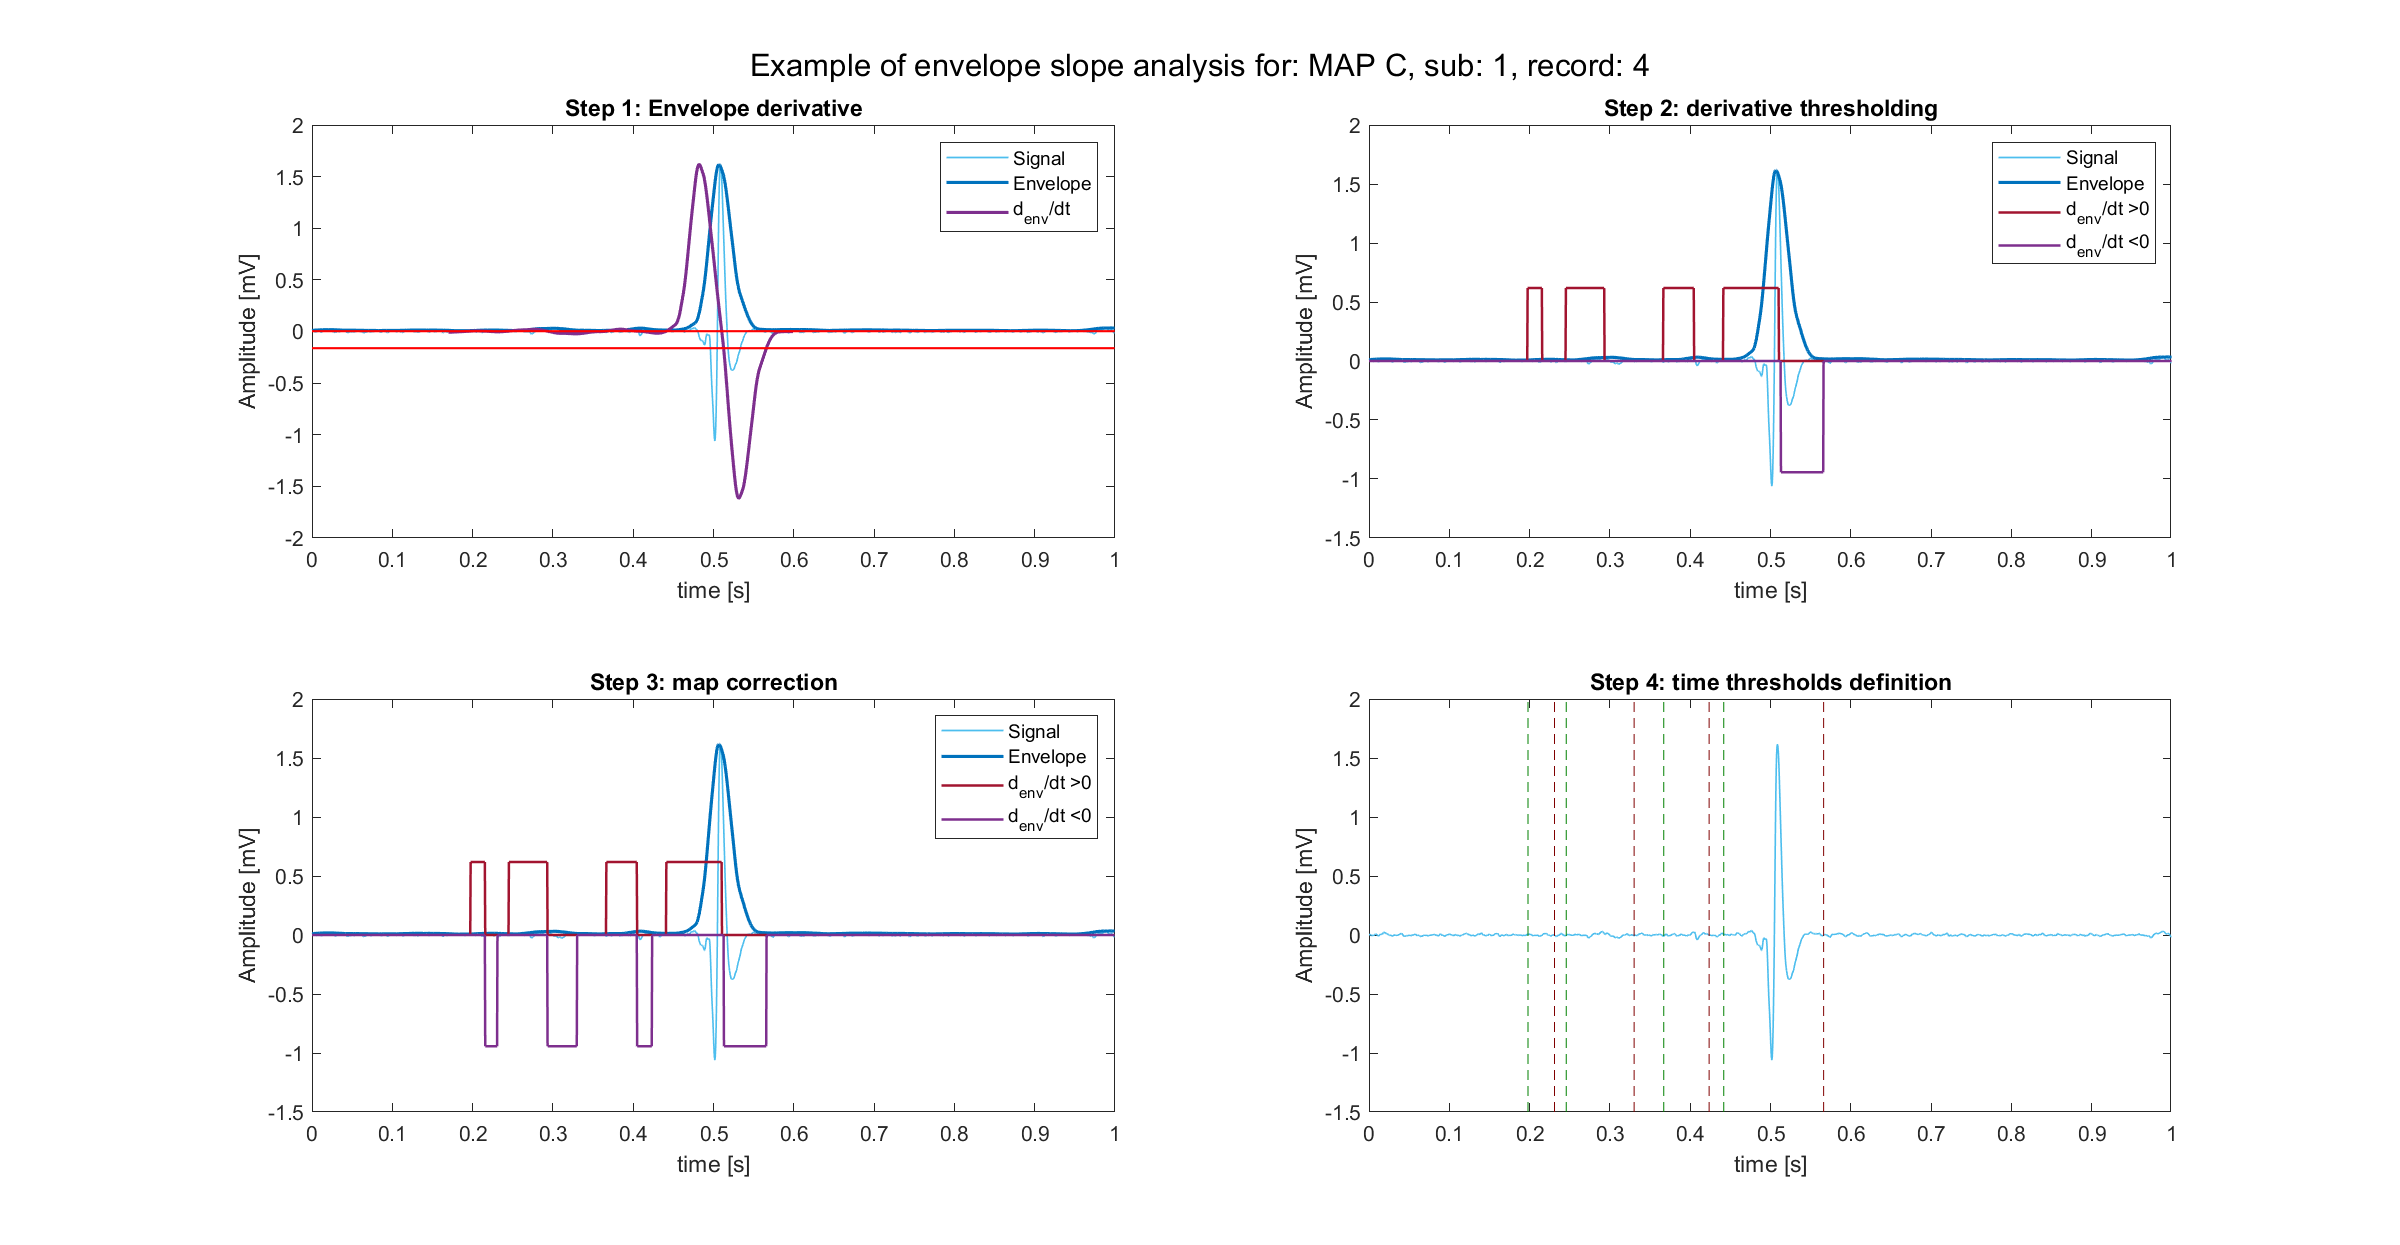 Example of envelope slope analysis for: MAP C, sub: 1, record: 4
Step 1: Envelope derivative
2
1.5
1
0.5
0
-0.5
-1
-1.5
-2
Amplitude [mV]
0 0.1 0.2 0.3 0.4 0.5 0.6 0.7 0.8 0.9 1
time [s]
Signal
Envelope
d_env/dt
Step 2: derivative thresholding
2
1.5
1
0.5
0
-0.5
-1
-1.5
Amplitude [mV]
0 0.1 0.2 0.3 0.4 0.5 0.6 0.7 0.8 0.9 1
time [s]
Signal
Envelope
d_env/dt >0
d_env/dt <0
Step 3: map correction
2
1.5
1
0.5
0
-0.5
-1
-1.5
Amplitude [mV]
0 0.1 0.2 0.3 0.4 0.5 0.6 0.7 0.8 0.9 1
time [s]
Signal
Envelope
d_env/dt >0
d_env/dt <0
Step 4: time thresholds definition
2
1.5
1
0.5
0
-0.5
-1
-1.5
Amplitude [mV]
0 0.1 0.2 0.3 0.4 0.5 0.6 0.7 0.8 0.9 1
time [s]